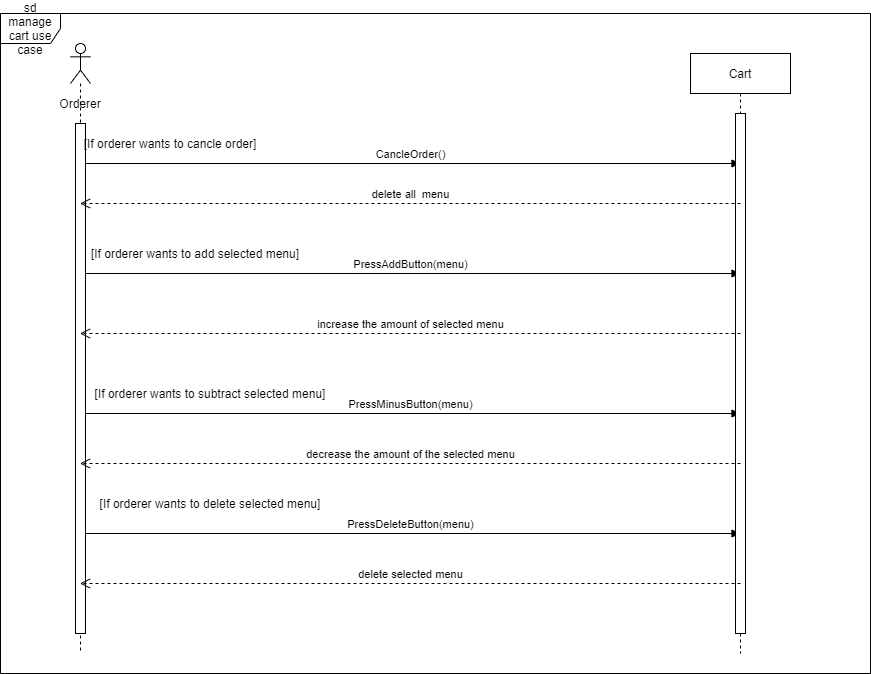 sd
manage
cart use
case
Orderer
Cart
[If orderer wants to cancle order]
CancleOrder()
delete all  menu
[If orderer wants to add selected menu]
PressAddButton(menu)
increase the amount of selected menu
[If orderer wants to subtract selected menu]
PressMinusButton(menu)
decrease the amount of the selected menu
[If orderer wants to delete selected menu]
PressDeleteButton(menu)
delete selected menu